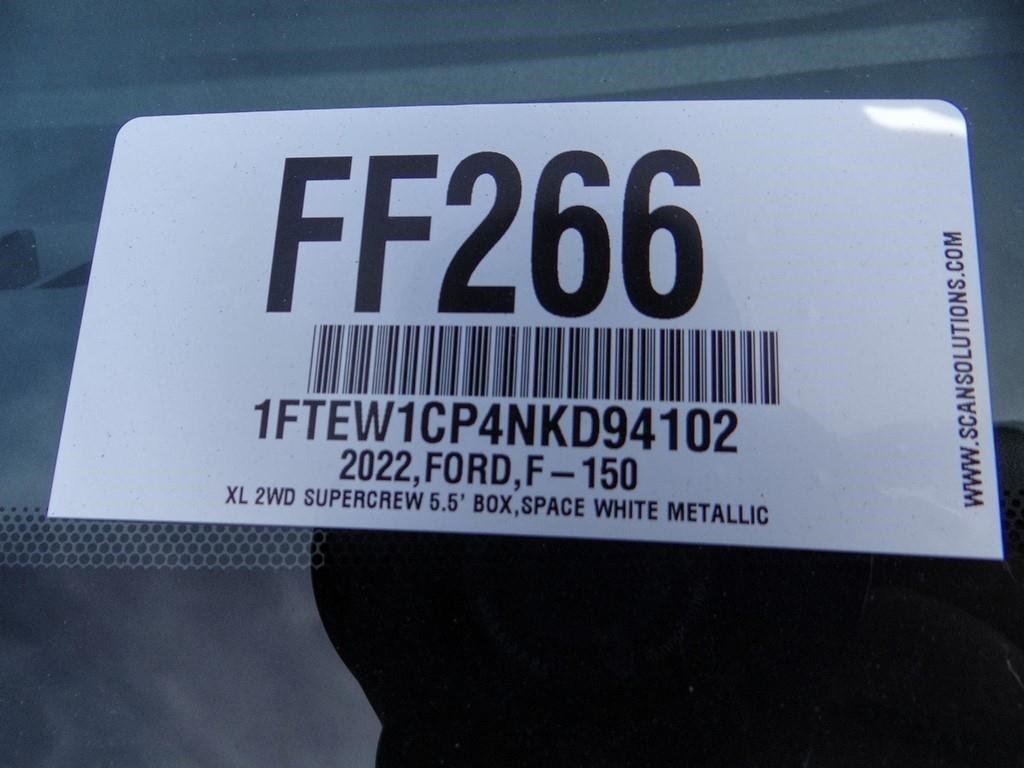 FF266
1FTEW1CP4NKD94102
2022,FORD,F-150
XL 2WD SUPERCREW 5.5' BOX,SPACE WHITE METALLIC
WWW.SCANSOLUTIONS.COM